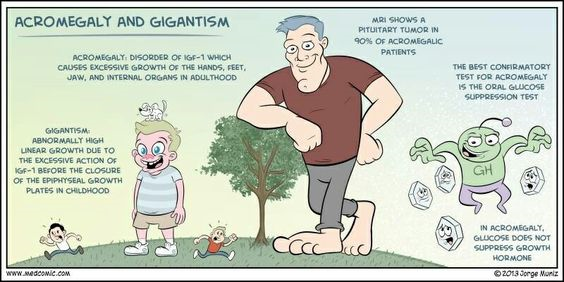 ACROMEGALY AND GIGANTISM
ACROMEGALY: DISORDER OF IGF-1 WHICH
CAUSES EXCESSIVE GROWTH OF THE HANDS, FEET,
JAW, AND INTERNAL ORGANS IN ADULTHOOD
MRI SHOWS A
PITUITARY TUMOR IN
90% OF ACROMEGALIC
PATIENTS
THE BEST CONFIRMATORY
TEST FOR ACROMEGALY
IS THE ORAL GLUCOSE
SUPPRESSION TEST
GIGANTISM:
ABNORMALLY HIGH
LINEAR GROWTH DUE TO
THE EXCESSIVE ACTION OF
IGF-1 BEFORE THE CLOSURE
OF THE EPIPHYSEAL GROWTH
PLATES IN CHILDHOOD
GH
IN ACROMEGALY,
GLUCOSE DOES NOT
SUPPRESS GROWTH
HORMONE
www.medcomic.com
© 2013 Jorge Muniz